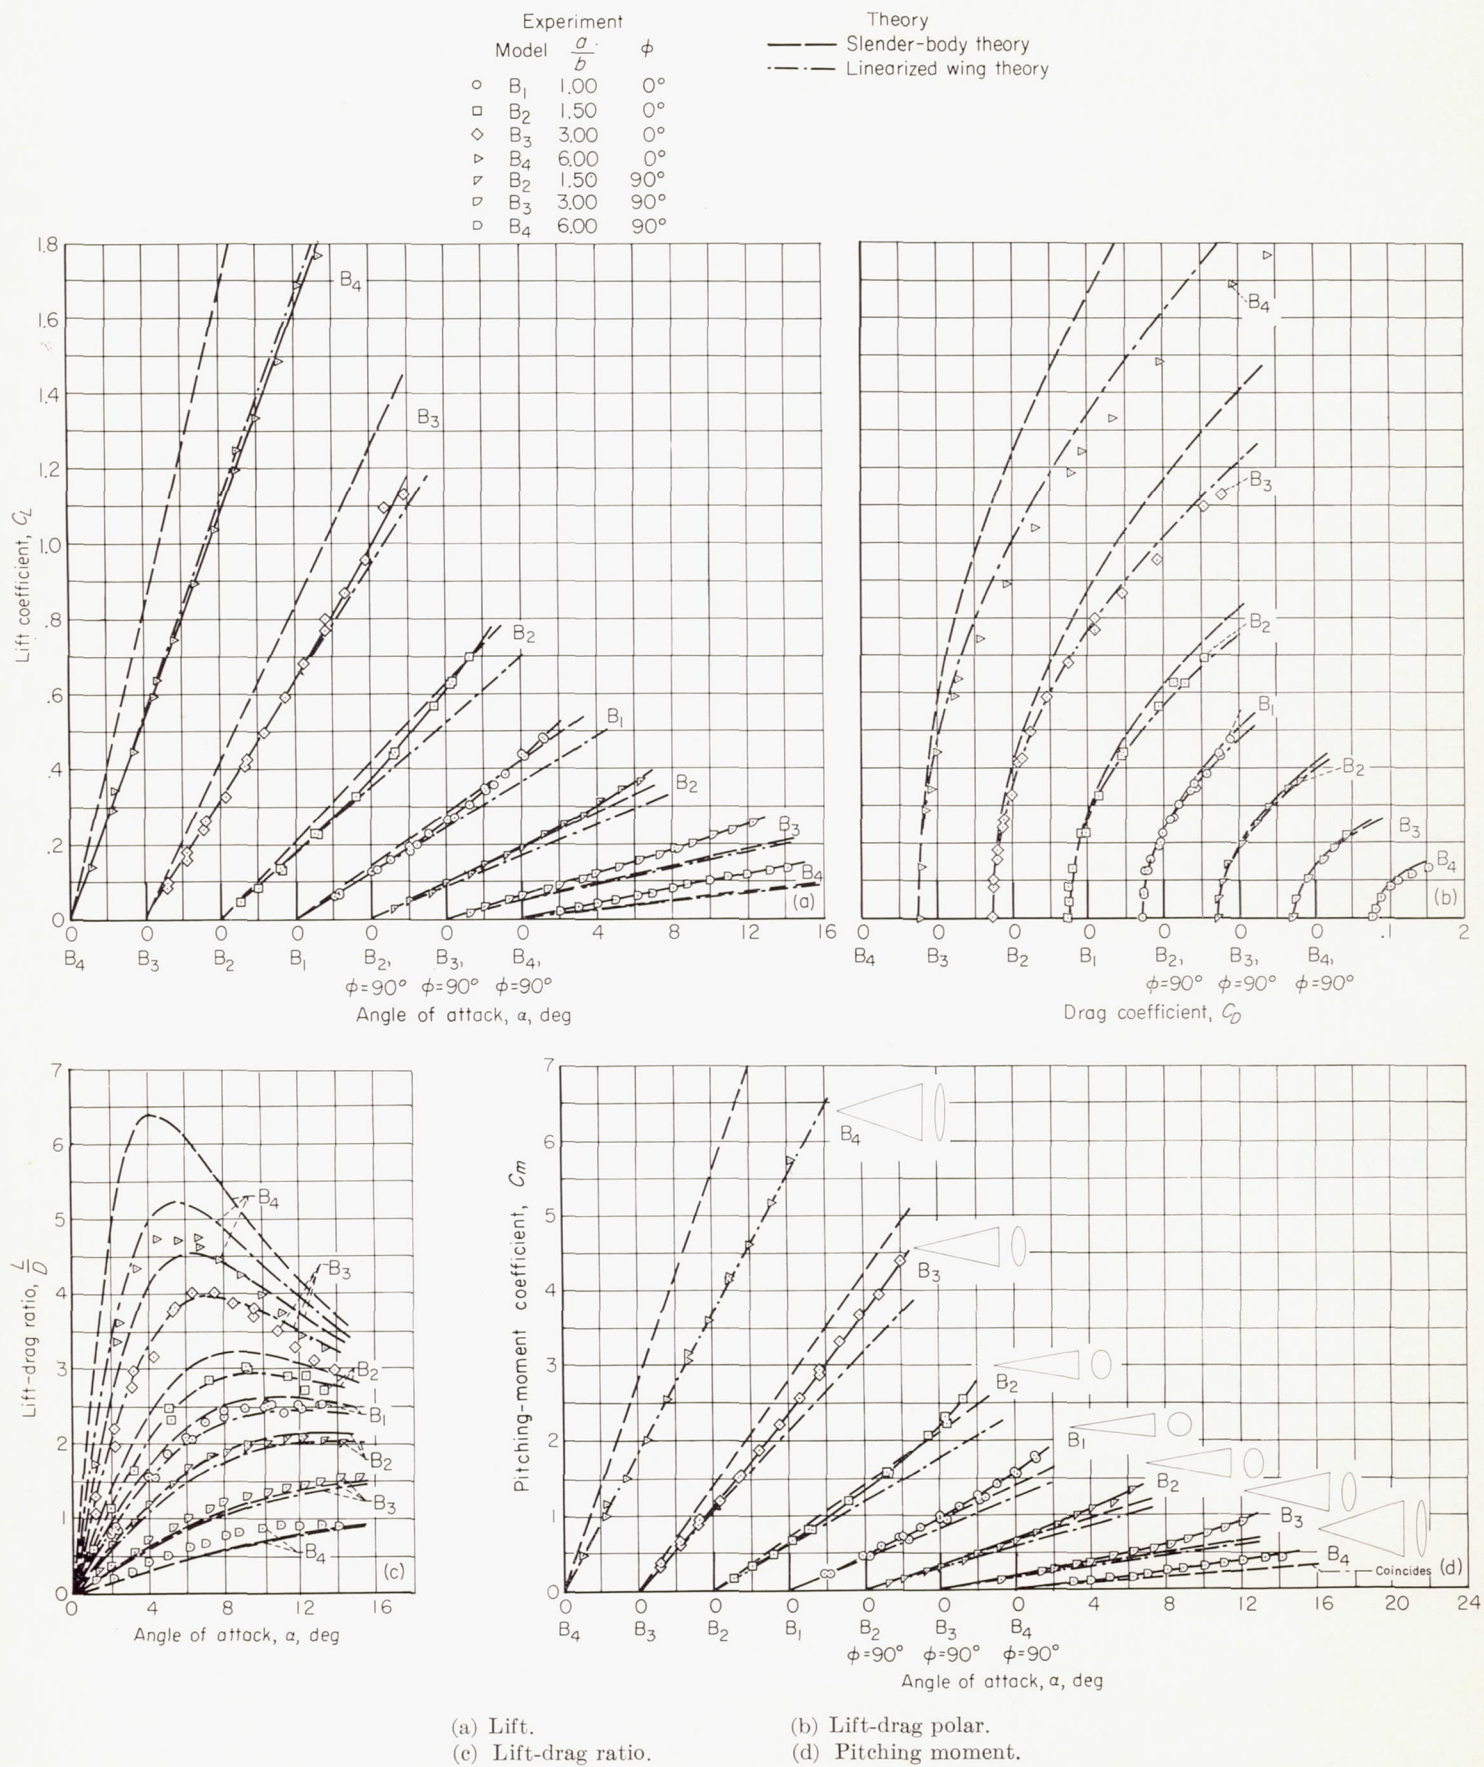 Experiment
Model a/b ϕ
B1 1.00 0°
B2 1.50 0°
B3 3.00 0°
B4 6.00 0°
B2 1.50 90°
B3 3.00 90°
B4 6.00 90°
Theory
Slender-body theory
Linearized wing theory
1.8
1.6
1.4
1.2
1.0
.8
.6
.4
.2
0
Lift coefficient, CL
B4
B3
B2
B1
B2
B3
B4
(a)
0 0 0 0 0 0 0 4 8 12 16
B4 B3 B2 B1 B2, B3, B4,
ϕ=90° ϕ=90° ϕ=90°
Angle of attack, α, deg
B4
B3
B2
B1
B2
B3
B4
(b)
0 0 0 0 0 0 0 .1 2
B4 B3 B2 B1 B2, B3, B4,
ϕ=90° ϕ=90° ϕ=90°
Drag coefficient, CD
7
6
5
4
3
2
1
0
Lift-drag ratio, L/D
B4
B3
B2
B1
B2
B3
B4
(c)
0 4 8 12 16
Angle of attack, α, deg
7
6
5
4
3
2
1
0
Pitching-moment coefficient, Cm
B4
B3
B2
B1
B2
B3
B4
Coincides (d)
0 0 0 0 0 0 0 4 8 12 16 20 24
B4 B3 B2 B1 B2 B3 B4
ϕ=90° ϕ=90° ϕ=90°
Angle of attack, α, deg
(a) Lift. (b) Lift-drag polar.
(c) Lift-drag ratio. (d) Pitching moment.